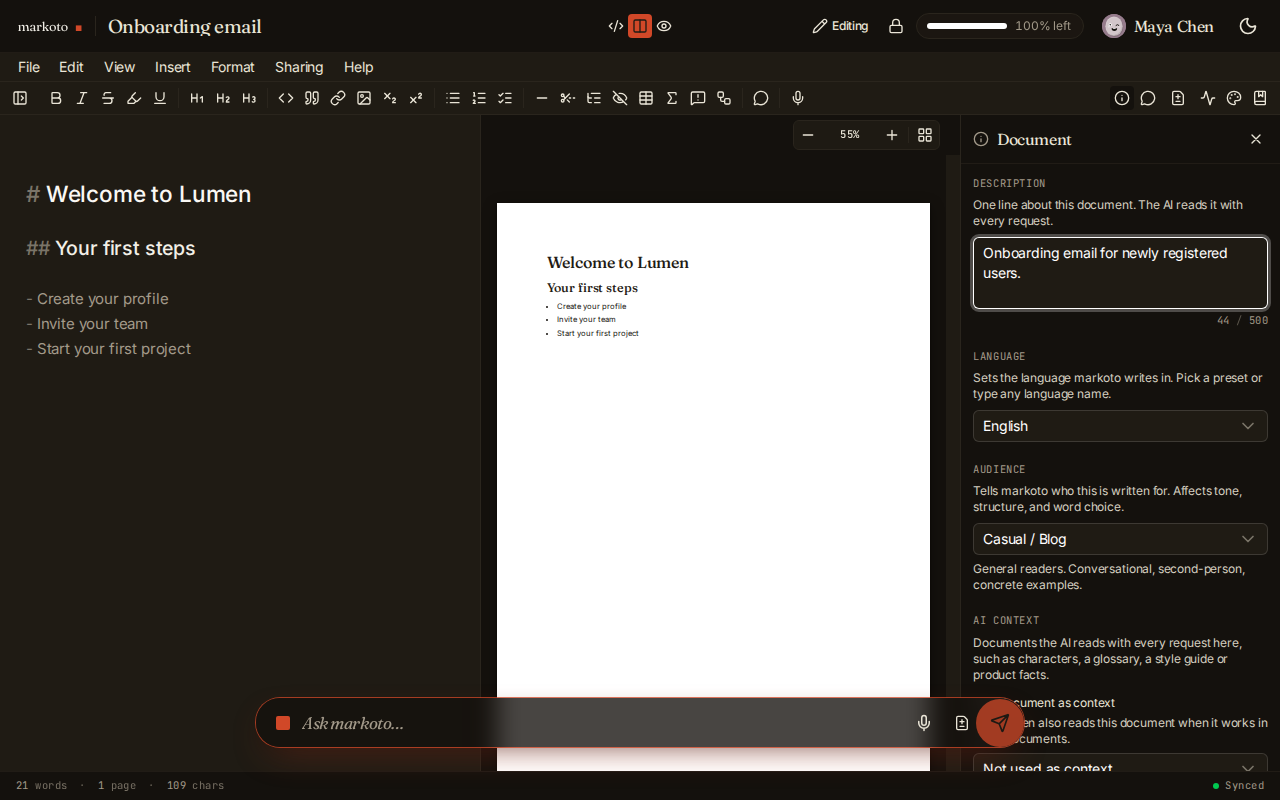 markoto
Onboarding email
Editing
100% left
Maya Chen
File Edit View Insert Format Sharing Help
B I S U H1 H2 H3 X2 x2 Σ
55%
# Welcome to Lumen
## Your first steps
- Create your profile
- Invite your team
- Start your first project
Welcome to Lumen
Your first steps
• Create your profile
• Invite your team
• Start your first project
Document
DESCRIPTION
One line about this document. The AI reads it with
every request.
Onboarding email for newly registered
users.
44 / 500
LANGUAGE
Sets the language markoto writes in. Pick a preset or
type any language name.
English
AUDIENCE
Tells markoto who this is written for. Affects tone,
structure, and word choice.
Casual / Blog
General readers. Conversational, second-person,
concrete examples.
AI CONTEXT
Documents the AI reads with every request here,
such as characters, a glossary, a style guide or
product facts.
as context
also reads this document when it works in
Not used as context
Ask markoto...
21 words · 1 page · 109 chars
Synced